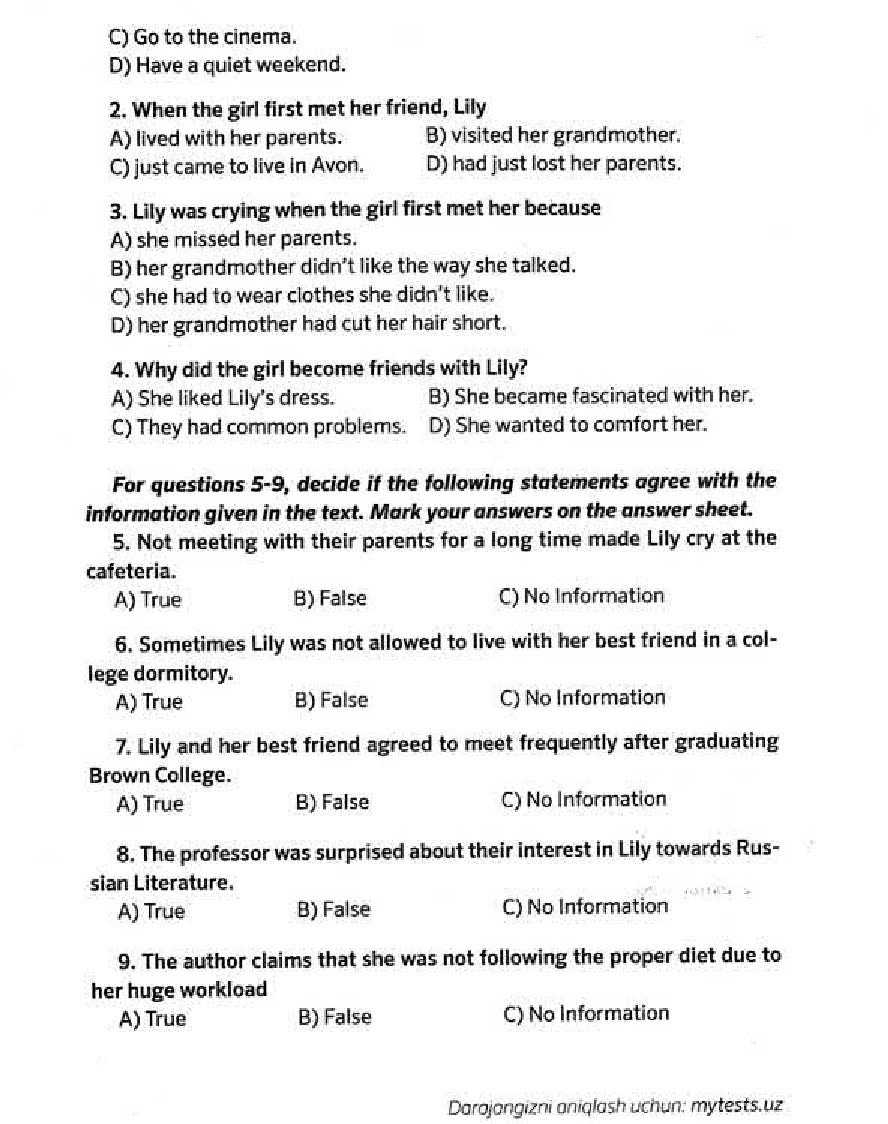 C) Go to the cinema.
D) Have a quiet weekend.
2. When the girl first met her friend, Lily
A) lived with her parents. B) visited her grandmother.
C) just came to live in Avon. D) had just lost her parents.
3. Lily was crying when the girl first met her because
A) she missed her parents.
B) her grandmother didn't like the way she talked.
C) she had to wear clothes she didn't like.
D) her grandmother had cut her hair short.
4. Why did the girl become friends with Lily?
A) She liked Lily's dress. B) She became fascinated with her.
C) They had common problems. D) She wanted to comfort her.
For questions 5-9, decide if the following statements agree with the
information given in the text. Mark your answers on the answer sheet.
5. Not meeting with their parents for a long time made Lily cry at the
cafeteria.
A) True B) False C) No Information
6. Sometimes Lily was not allowed to live with her best friend in a col-
lege dormitory.
A) True B) False C) No Information
7. Lily and her best friend agreed to meet frequently after graduating
Brown College.
A) True B) False C) No Information
8. The professor was surprised about their interest in Lily towards Rus-
sian Literature.
A) True B) False C) No Information
9. The author claims that she was not following the proper diet due to
her huge workload
A) True B) False C) No Information
Darajangizni aniqlash uchun: mytests.uz